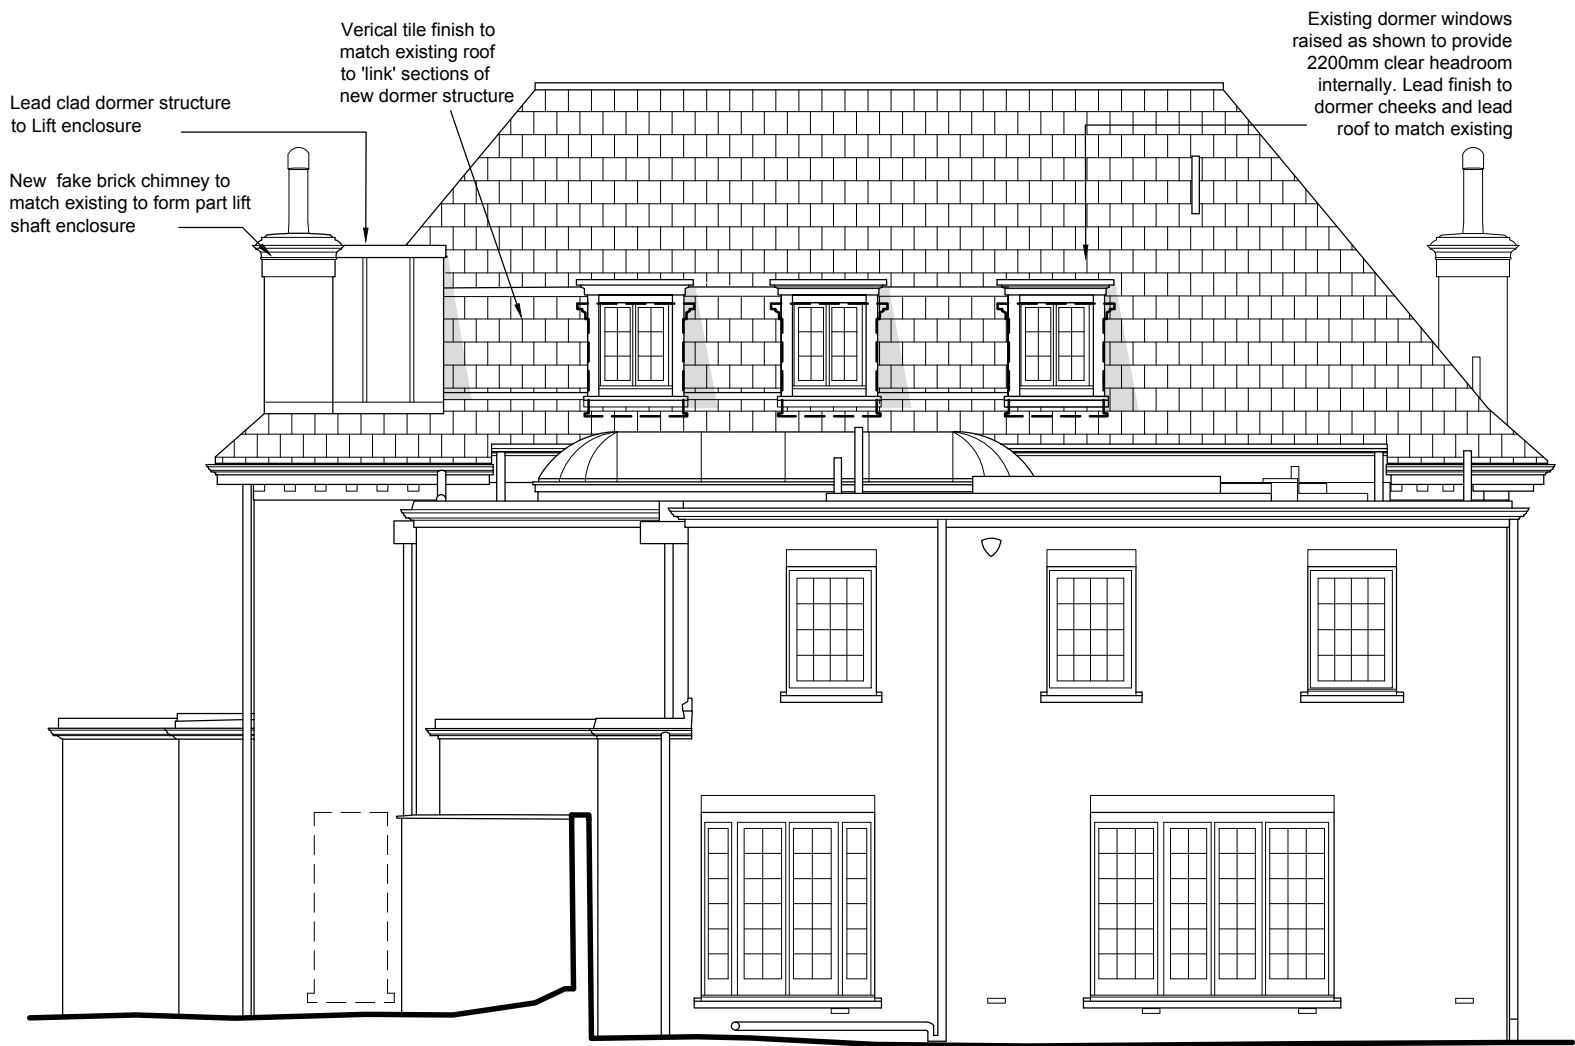 Verical tile finish to
match existing roof
to 'link' sections of
new dormer structure
Existing dormer windows
raised as shown to provide
2200mm clear headroom
internally. Lead finish to
dormer cheeks and lead
roof to match existing
Lead clad dormer structure
to Lift enclosure
New fake brick chimney to
match existing to form part lift
shaft enclosure